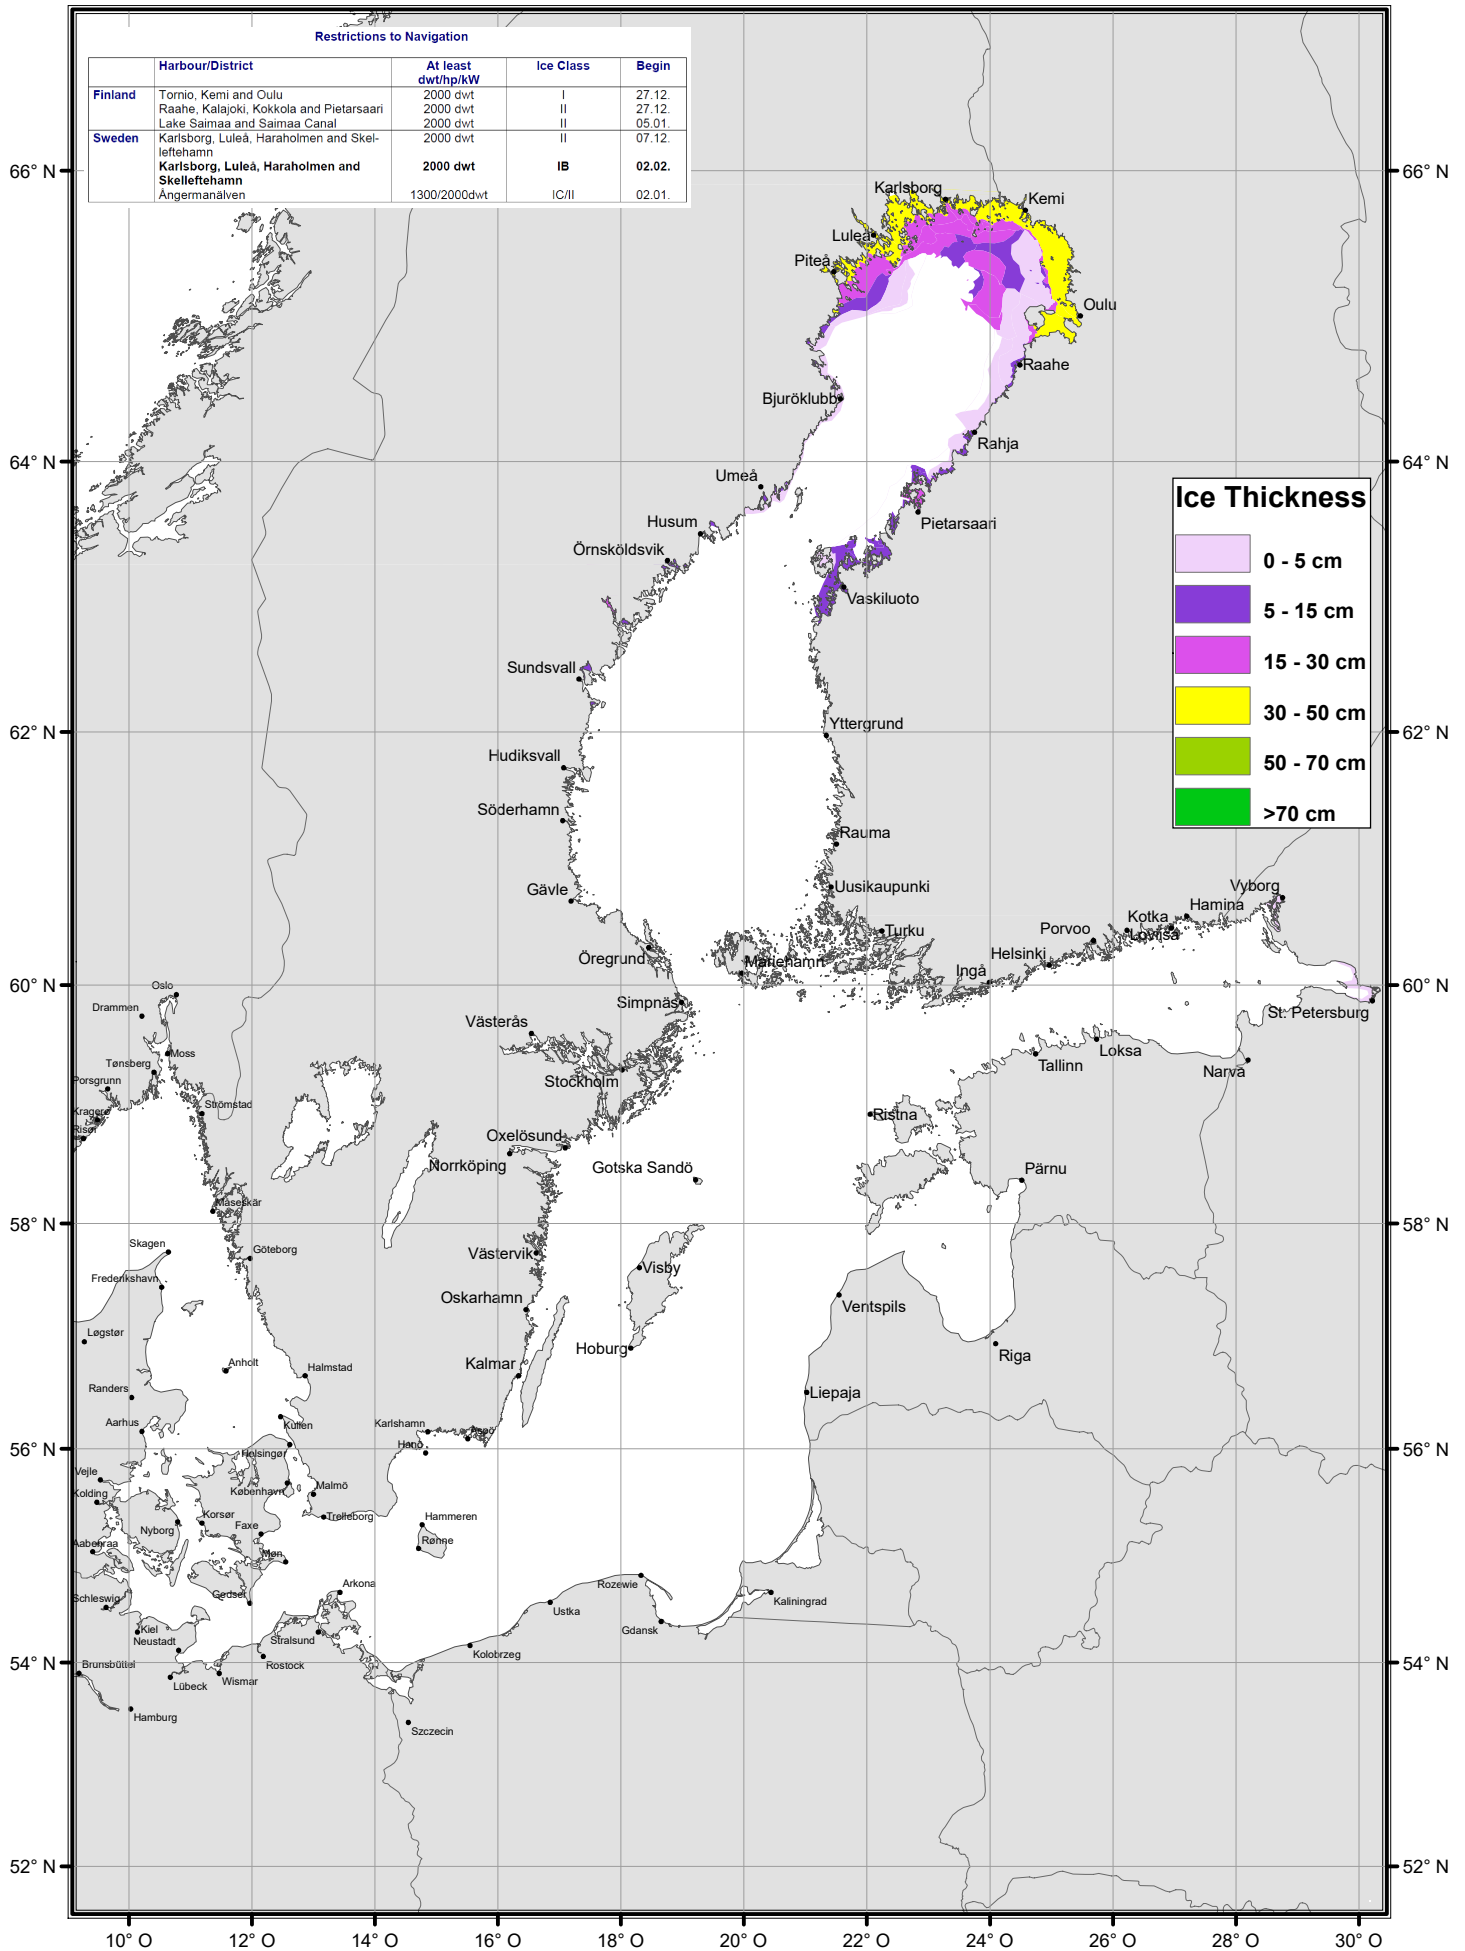 Restrictions to Navigation
Harbour/District At least dwt/hp/kW Ice Class Begin
Finland Tornio, Kemi and Oulu 2000 dwt I 27.12.
Raahe, Kalajoki, Kokkola and Pietarsaari 2000 dwt II 27.12.
Lake Saimaa and Saimaa Canal 2000 dwt II 05.01.
Sweden Karlsborg, Luleå, Haraholmen and Skel- 2000 dwt II 07.12.
leftehamn
Karlsborg, Luleå, Haraholmen and 2000 dwt IB 02.02.
Skelleftehamn
Ångermanälven 1300/2000dwt IC/II 02.01.
66° N
66° N
Karlsborg
Kemi
Luleå
Piteå
Oulu
Raahe
Bjuröklubb
Rahja
64° N
64° N
Umeå
Husum
Pietarsaari
Örnsköldsvik
Vaskiluoto
Ice Thickness
0 - 5 cm
5 - 15 cm
15 - 30 cm
30 - 50 cm
50 - 70 cm
>70 cm
Sundsvall
Yttergrund
62° N
62° N
Hudiksvall
Söderhamn
Rauma
Gävle
Uusikaupunki
Vyborg
Hamina
Kotka
Lovisa
Porvoo
Turku
Helsinki
Öregrund
Mariehamn
Ingå
60° N
60° N
Oslo
Simpnäs
St. Petersburg
Drammen
Västerås
Moss
Tønsberg
Stockholm
Tallinn
Loksa
Narva
Porsgrunn
Kragerø
Strömstad
Ristna
Risør
Oxelösund
Norrköping
Gotska Sandö
Pärnu
Måseskär
58° N
58° N
Skagen
Göteborg
Västervik
Visby
Frederikshavn
Oskarhamn
Ventspils
Løgstør
Hoburg
Riga
Anholt
Halmstad
Kalmar
Randers
Liepaja
Aarhus
Kullen
Karlshamn
Aspö
Hanö
56° N
56° N
Helsingør
Vejle
København
Malmö
Kolding
Nyborg
Korsør
Faxe
Trelleborg
Hammeren
Rønne
Aabenraa
Møn
Schleswig
Gedser
Arkona
Rozewie
Kaliningrad
Ustka
Gdansk
Kiel
Neustadt
Stralsund
Kolobrzeg
54° N
54° N
Brunsbüttel
Lübeck
Wismar
Rostock
Hamburg
Szczecin
52° N
52° N
10° O 12° O 14° O 16° O 18° O 20° O 22° O 24° O 26° O 28° O 30° O